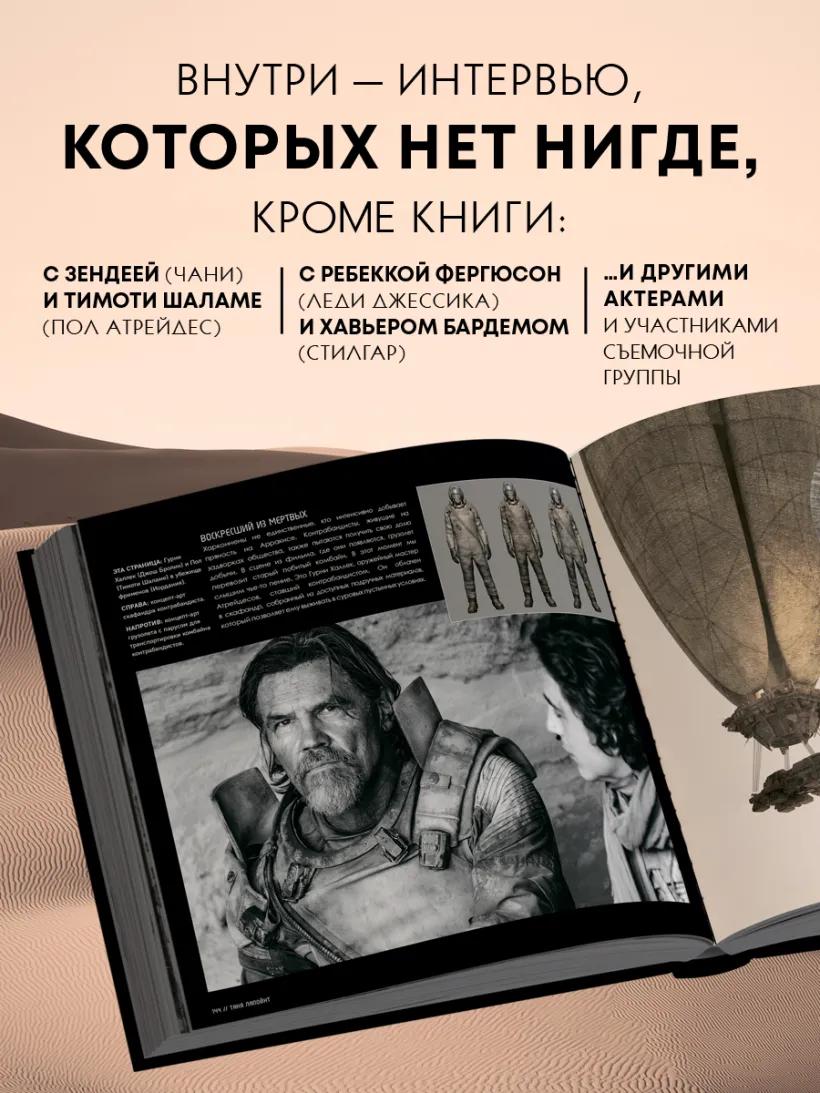 ВНУТРИ — ИНТЕРВЬЮ,
КОТОРЫХ НЕТ НИГДЕ,
КРОМЕ КНИГИ:
С ЗЕНДЕЕЙ (ЧАНИ)
И ТИМОТИ ШАЛАМЕ
(ПОЛ АТРЕЙДЕС)
С РЕБЕККОЙ ФЕРГЮСОН
(ЛЕДИ ДЖЕССИКА)
И ХАВЬЕРОМ БАРДЕМОМ
(СТИЛГАР)
...И ДРУГИМИ
АКТЕРАМИ
И УЧАСТНИКАМИ
СЪЕМОЧНОЙ
ГРУППЫ
ЭТА СТРАНИЦА: Гурни
Халлек (Джош Бролин) и Пол
(Тимоти Шаламе) в убежище
фременов (Иордания).
СПРАВА: концепт-арт
скафандра контрабандиста.
НАПРОТИВ: концепт-арт
грузолета с парусом для
транспортировки комбайна
контрабандистов.
ВОСКРЕСШИЙ ИЗ МЕРТВЫХ
Харконнены не единственные, кто интенсивно добывает
пряность на Арракисе. Контрабандисты, живущие на
задворках общества, также пытаются получить свою долю
добычи. В сцене из фильма, где они появляются, грузолет
перевозит старый побитый комбайн. В этот момент мы
слышим чье-то пение. Это Гурни Халлек, оружейный мастер
Атрейдесов, ставший контрабандистом. Он облачен
в скафандр, собранный из доступных подручных материалов,
который позволяет ему выживать в суровых пустынных условиях.
144 // ТАНЯ ЛАПОЙНТ